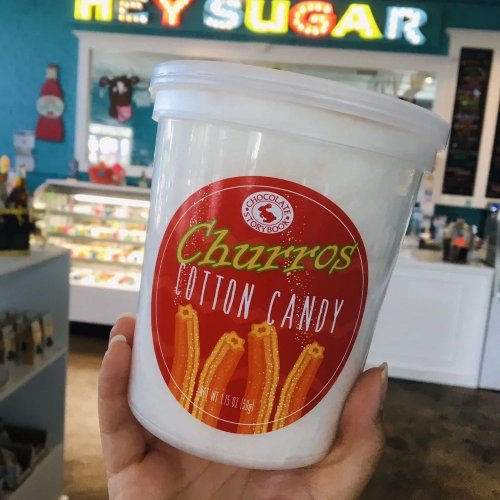 HEY SUGAR
CHOCOLATE
STORYBOOK
Churros
COTTON CANDY
NET WT 1.75 OZ (50g)